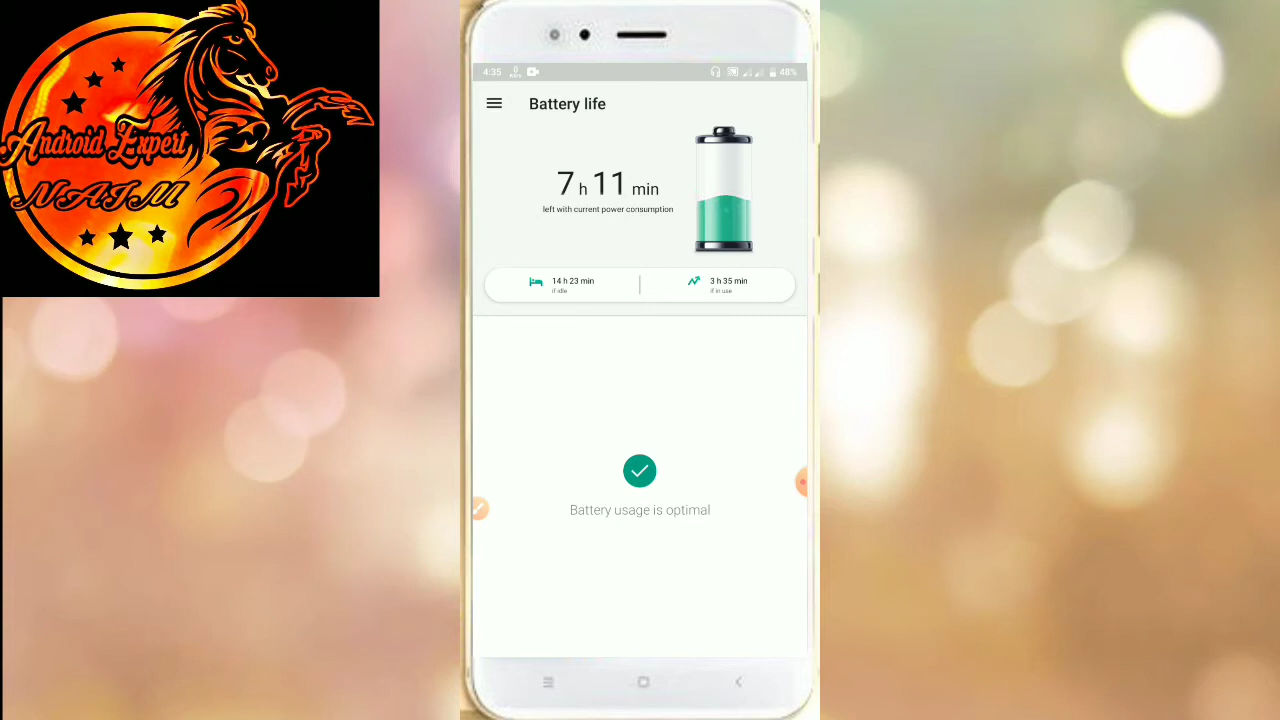 Android Expert
NAIM
4:35
0
48%
Battery life
7 h 11 min
left with current power consumption
14 h 23 min
if idle
3 h 35 min
if in use
Battery usage is optimal